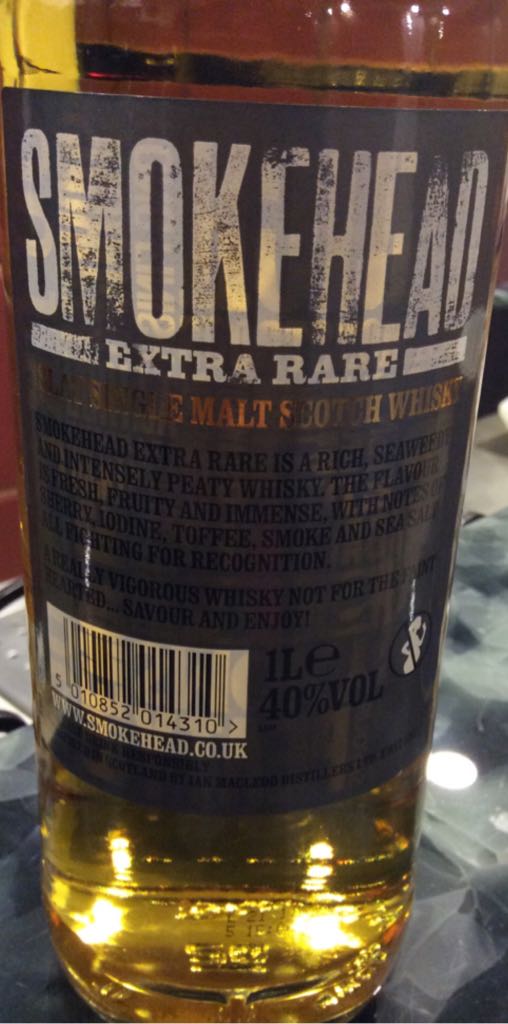 SMOKEHEAD
EXTRA RARE
SINGLE MALT SCOTCH WHISKY
SMOKEHEAD EXTRA RARE IS A RICH, SEAWEEDY
AND INTENSELY PEATY WHISKY. THE FLAVOUR
IS FRESH, FRUITY AND IMMENSE, WITH NOTES OF
SHERRY, IODINE, TOFFEE, SMOKE AND SEA SALT
ALL FIGHTING FOR RECOGNITION.
A REALLY VIGOROUS WHISKY NOT FOR THE FAINT
HEARTED... SAVOUR AND ENJOY!
1L℮
40%VOL
5 010852 014310 >
WWW.SMOKEHEAD.CO.UK
DRINK RESPONSIBLY
IN SCOTLAND BY IAN MACLEOD DISTILLERS LTD,